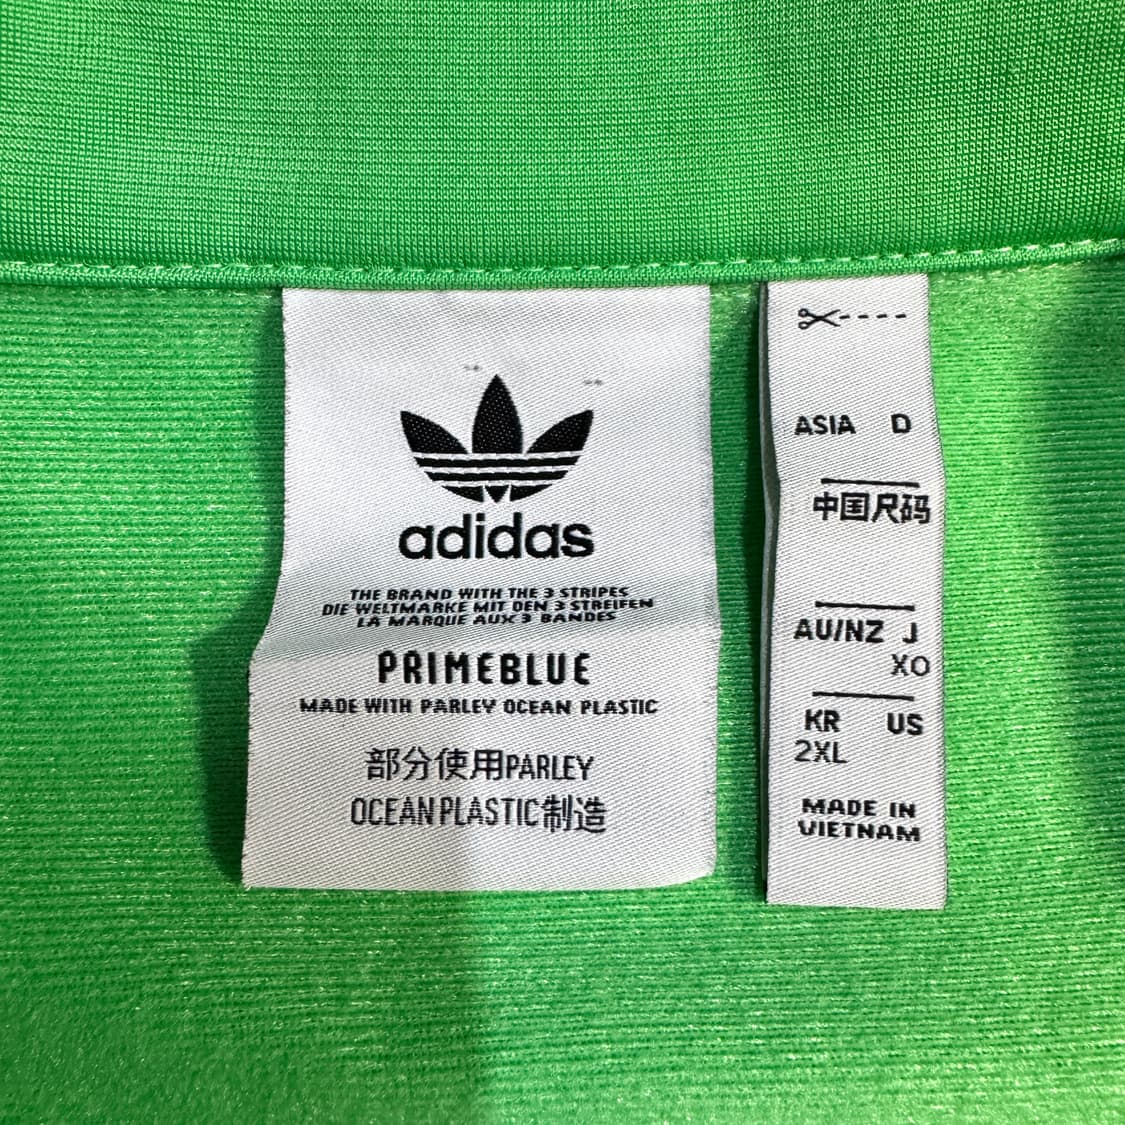 adidas
THE BRAND WITH THE 3 STRIPES
DIE WELTMARKE MIT DEN 3 STREIFEN
LA MARQUE AUX 3 BANDES
PRIMEBLUE
MADE WITH PARLEY OCEAN PLASTIC
部分使用PARLEY
OCEAN PLASTIC制造
ASIA D
中国尺码
AU/NZ J
XO
KR US
2XL
MADE IN
VIETNAM